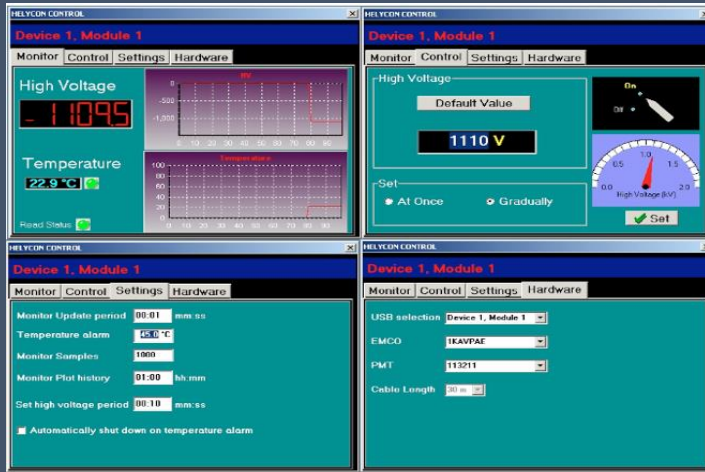 HELYCON CONTROL
Device 1, Module 1
Monitor Control Settings Hardware
High Voltage
-1109.5
Temperature
22.9 °C
Read Status
HV
0
-500
-1,000
0 10 20 30 40 50 60 70 80 90
Temperature
100
80
60
40
20
0
0 10 20 30 40 50 60 70 80 90
HELYCON CONTROL
Device 1, Module 1
Monitor Control Settings Hardware
High Voltage
Default Value
1110 V
Set
At Once Gradually
On
Off
0.0 0.5 1.0 1.5 2.0
High Voltage (kV)
Set
HELYCON CONTROL
Device 1, Module 1
Monitor Control Settings Hardware
Monitor Update period 00:01 mm:ss
Temperature alarm 45.0 °C
Monitor Samples 1000
Monitor Plot history 01:00 hh:mm
Set high voltage period 00:10 mm:ss
Automatically shut down on temperature alarm
HELYCON CONTROL
Device 1, Module 1
Monitor Control Settings Hardware
USB selection Device 1, Module 1
EMCO 1KAVPAE
PMT 113211
Cable Length 30 m